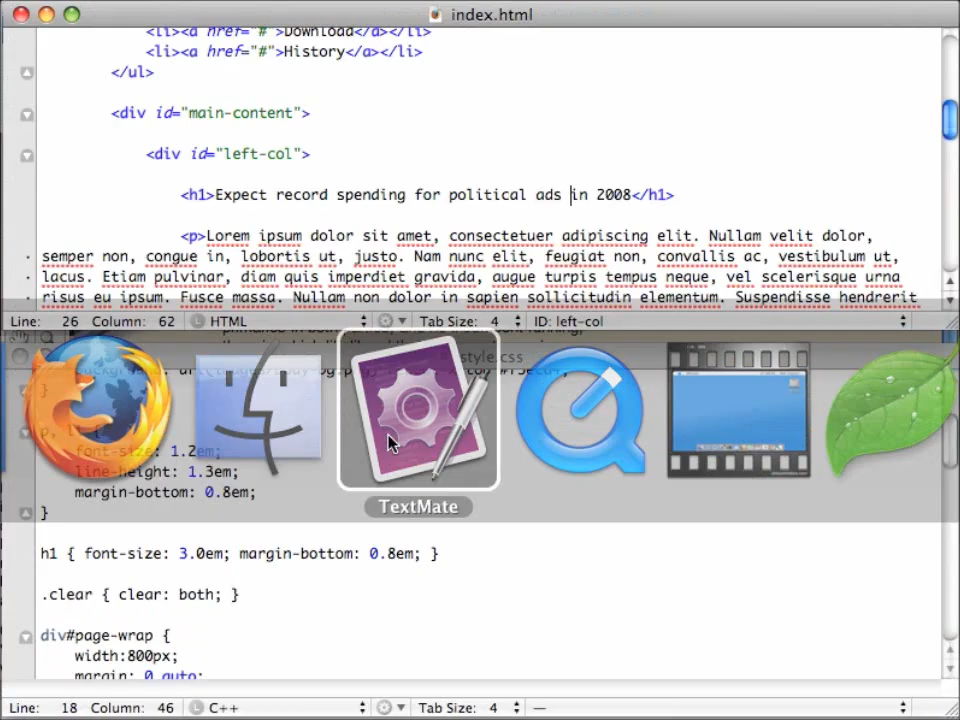 index.html
<li><a href="#">Download</a></li>
<li><a href="#">History</a></li>
</ul>
<div id="main-content">
<div id="left-col">
<h1>Expect record spending for political ads in 2008</h1>
<p>Lorem ipsum dolor sit amet, consectetuer adipiscing elit. Nullam velit dolor,
semper non, congue in, lobortis ut, justo. Nam nunc elit, feugiat non, convallis ac, vestibulum ut,
lacus. Etiam pulvinar, diam quis imperdiet gravida, augue turpis tempus neque, vel scelerisque urna
risus eu ipsum. Fusce massa. Nullam non dolor in sapien sollicitudin elementum. Suspendisse hendrerit
Line: 26 Column: 62 HTML Tab Size: 4 ID: left-col
style.css
}
p, li {
font-size: 1.2em;
line-height: 1.3em;
margin-bottom: 0.8em;
TextMate
}
h1 { font-size: 3.0em; margin-bottom: 0.8em; }
.clear { clear: both; }
div#page-wrap {
width:800px;
margin: 0 auto;
Line: 18 Column: 46 C++ Tab Size: 4 —